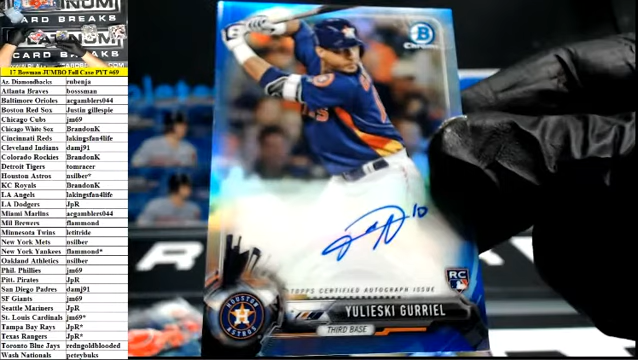 PLATINUM
CARD BREAKS
17 Bowman JUMBO Full Case PYT #69
Az. Diamondbacks rubenja
Atlanta Braves bosssman
Baltimore Orioles argamblers044
Boston Red Sox Justin gillespie
Chicago Cubs jm69
Chicago White Sox BrandonK
Cincinnati Reds lakingsfan4life
Cleveland Indians damj91
Colorado Rockies BrandonK
Detroit Tigers tomracer
Houston Astros nsilber*
KC Royals BrandonK
LA Angels lakingsfan4life
LA Dodgers JpR
Miami Marlins argamblers044
Mil Brewers flammond
Minnesota Twins letitride
New York Mets nsilber
New York Yankees flammond*
Oakland Athletics nsilber
Phil. Phillies jm69
Pitt. Pirates JpR
San Diego Padres damj91
SF Giants jm69
Seattle Mariners JpR
St. Louis Cardinals jm69*
Tampa Bay Rays JpR*
Texas Rangers JpR*
Toronto Blue Jays redngoldblooded
Wash Nationals peteybuks
B
Chrome
10
TOPPS CERTIFIED AUTOGRAPH ISSUE
RC
YULIESKI GURRIEL
THIRD BASE
HOUSTON
ASTROS